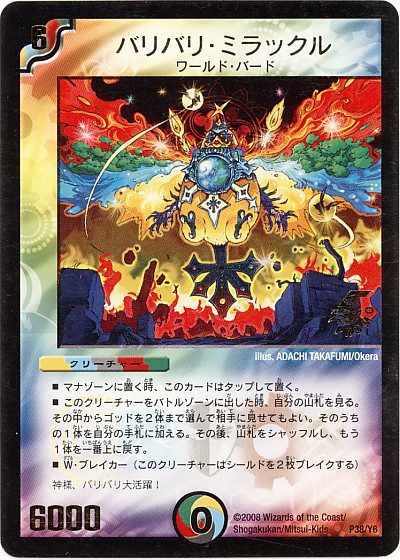 6
バリバリ・ミラックル
ワールド・バード
illus. ADACHI TAKAFUMI/Okera
クリーチャー
■ マナゾーンに置く時、このカードはタップして置く。
■ このクリーチャーをバトルゾーンに出した時、自分の山札を見る。
その中からゴッドを2体まで選んで相手に見せてもよい。そのうち
の1体を自分の手札に加える。その後、山札をシャッフルし、もう
1体を一番上に戻す。
■ W・ブレイカー（このクリーチャーはシールドを2枚ブレイクする）
神様、バリバリ大活躍！
6000
0
©2008 Wizards of the Coast/
Shogakukan/Mitsui-Kids
P38/Y6